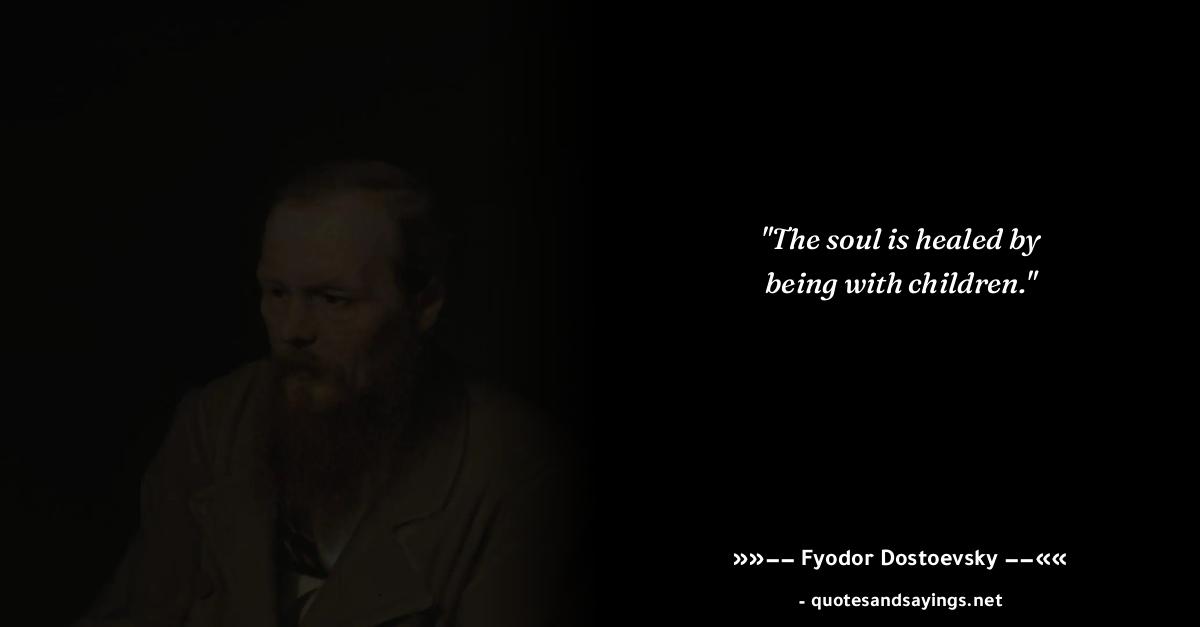 "The soul is healed by
being with children."
»»−− Fyodor Dostoevsky −−««
- quotesandsayings.net